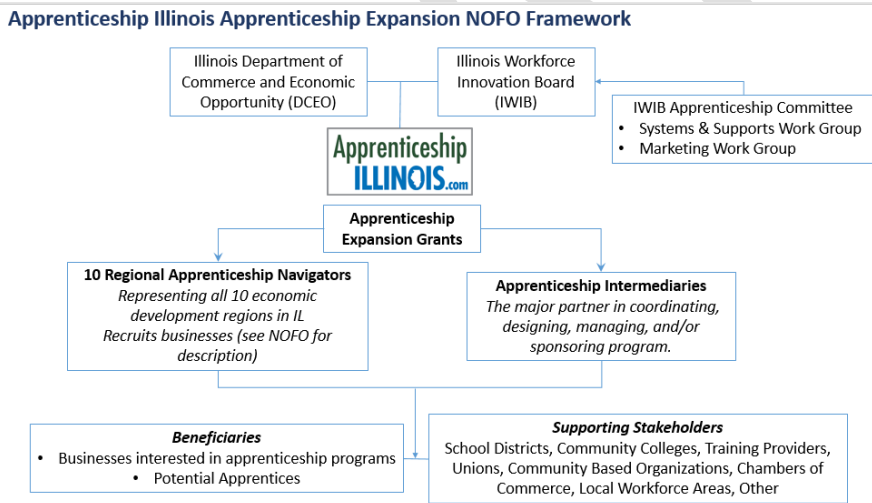 Apprenticeship Illinois Apprenticeship Expansion NOFO Framework
Illinois Department of
Commerce and Economic
Opportunity (DCEO)
Illinois Workforce
Innovation Board
(IWIB)
IWIB Apprenticeship Committee
• Systems & Supports Work Group
• Marketing Work Group
Apprenticeship
ILLINOIS.com
Apprenticeship
Expansion Grants
10 Regional Apprenticeship Navigators
Representing all 10 economic
development regions in IL
Recruits businesses (see NOFO for
description)
Apprenticeship Intermediaries
The major partner in coordinating,
designing, managing, and/or
sponsoring program.
Beneficiaries
• Businesses interested in apprenticeship programs
• Potential Apprentices
Supporting Stakeholders
School Districts, Community Colleges, Training Providers,
Unions, Community Based Organizations, Chambers of
Commerce, Local Workforce Areas, Other